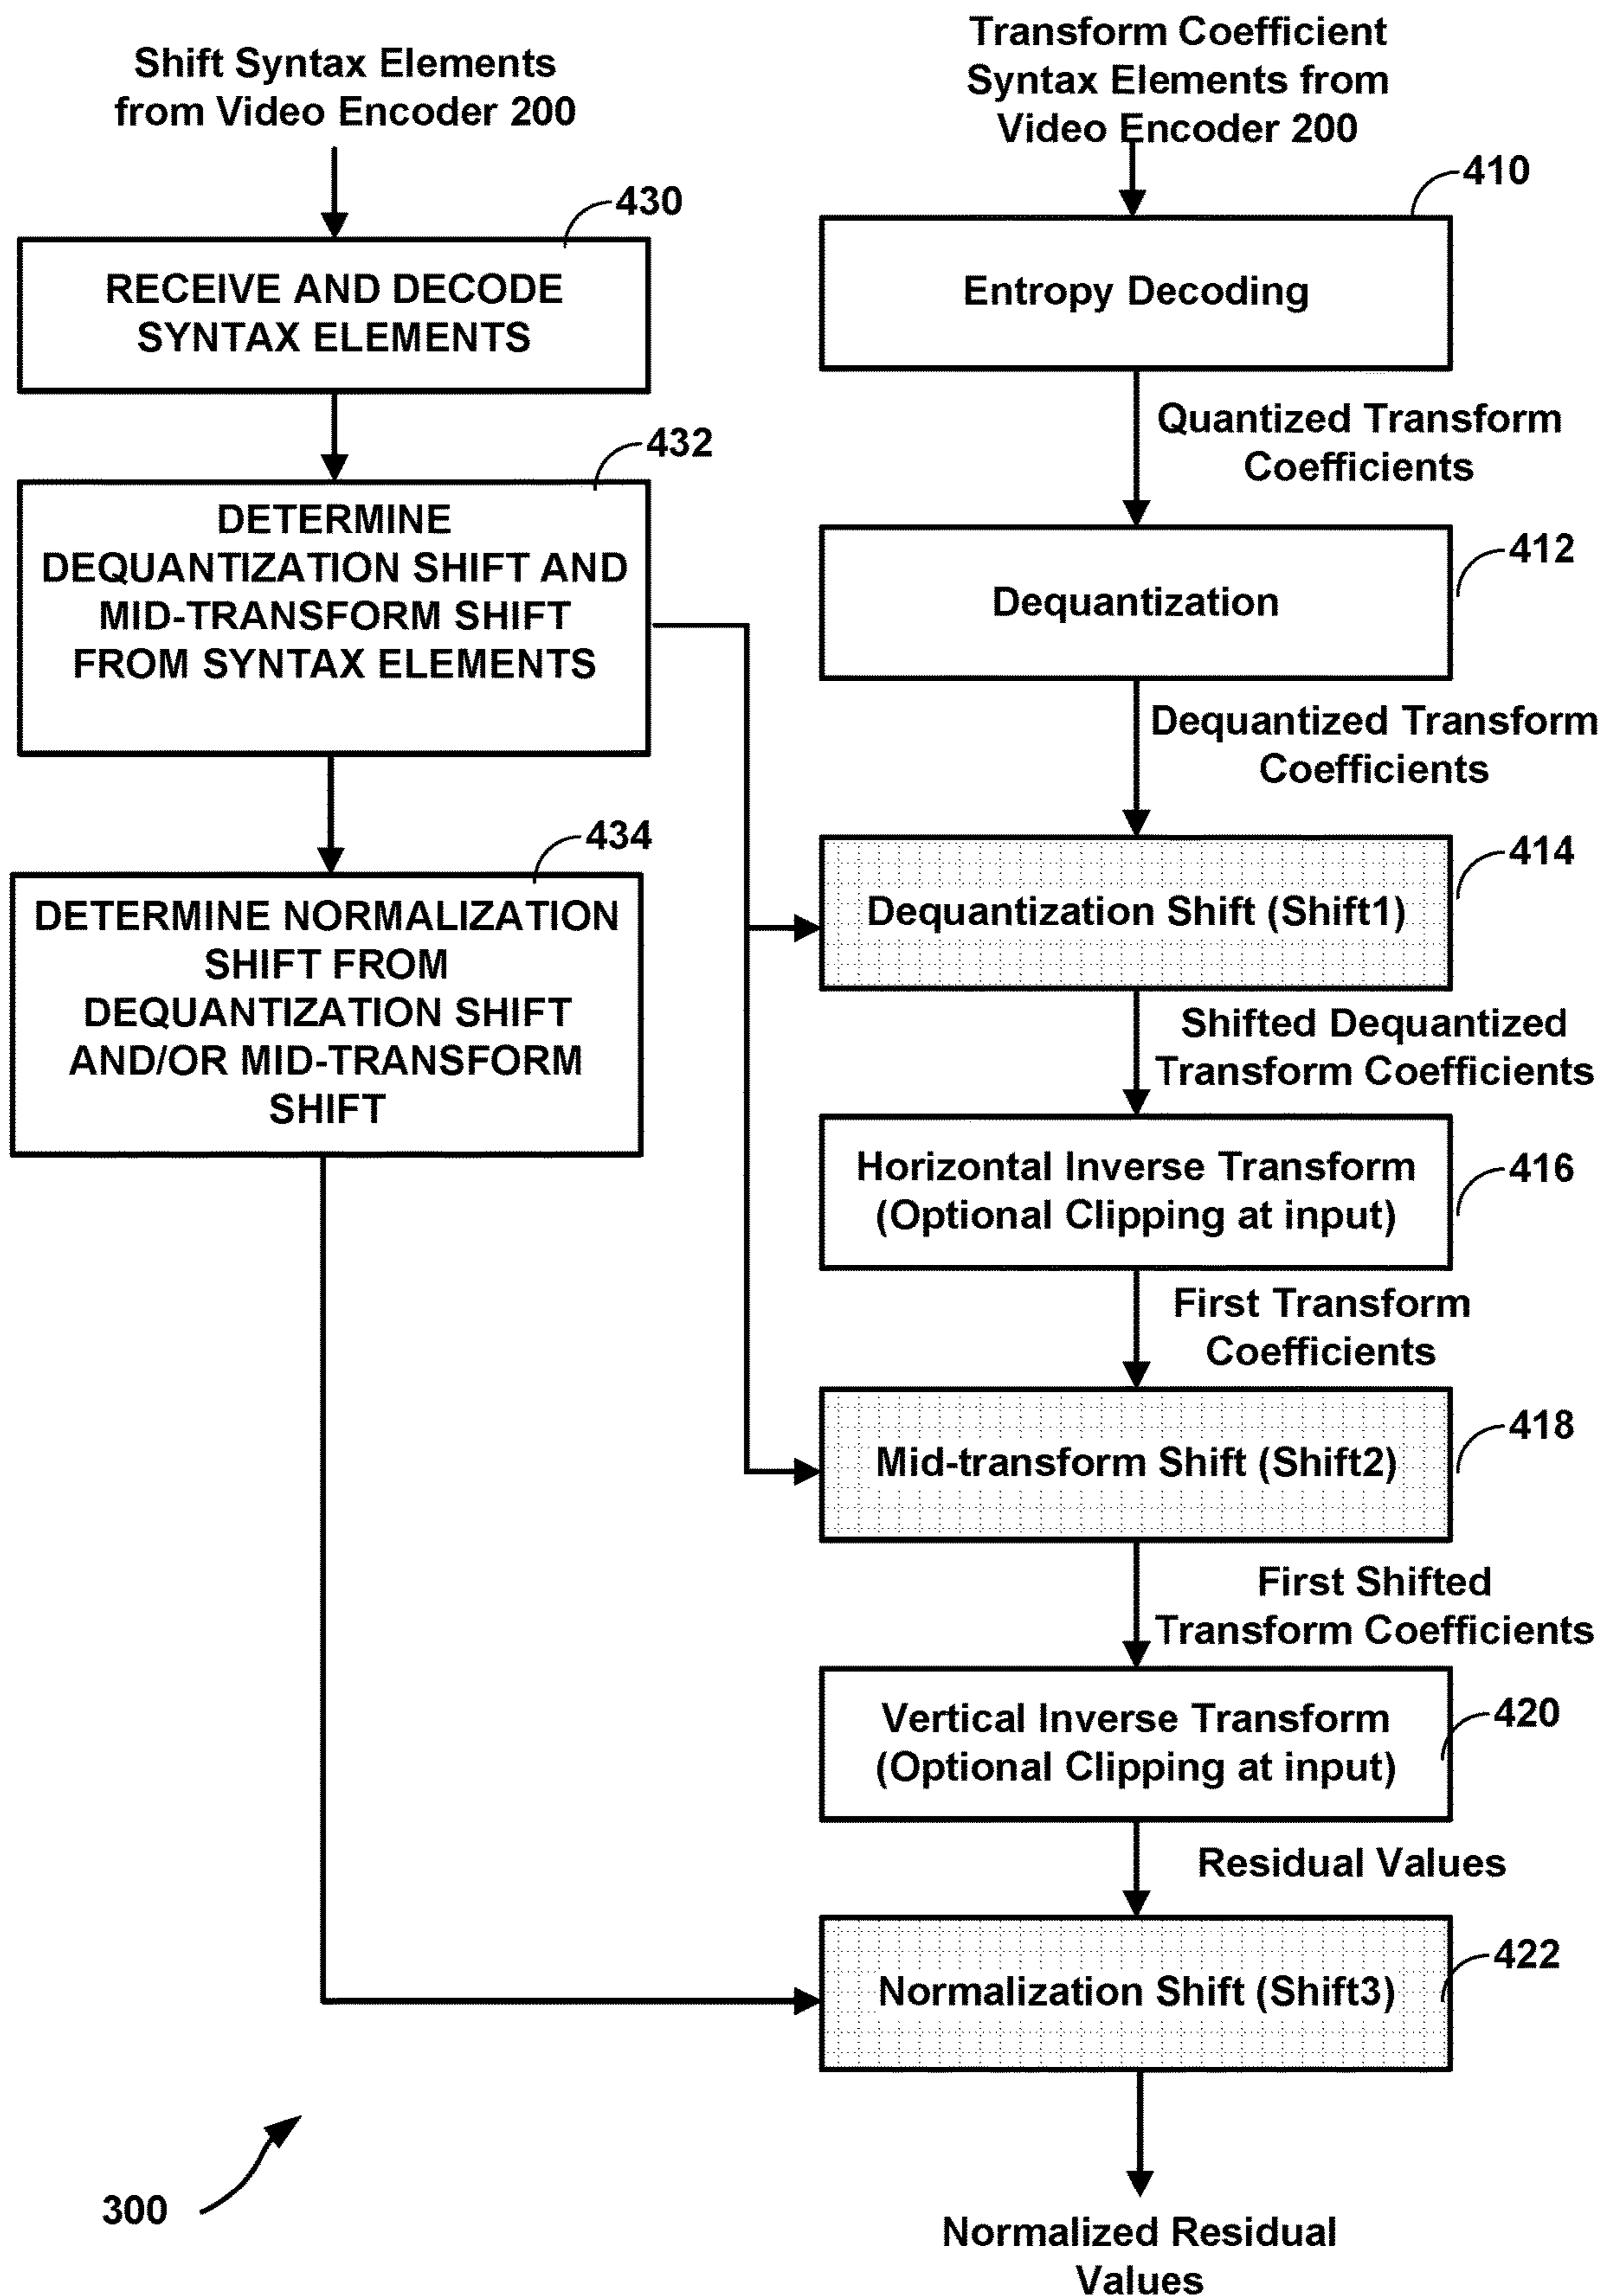 Shift Syntax Elements
from Video Encoder 200
430
RECEIVE AND DECODE
SYNTAX ELEMENTS
432
DETERMINE
DEQUANTIZATION SHIFT AND
MID-TRANSFORM SHIFT
FROM SYNTAX ELEMENTS
434
DETERMINE NORMALIZATION
SHIFT FROM
DEQUANTIZATION SHIFT
AND/OR MID-TRANSFORM
SHIFT
300
Transform Coefficient
Syntax Elements from
Video Encoder 200
410
Entropy Decoding
Quantized Transform
Coefficients
412
Dequantization
Dequantized Transform
Coefficients
414
Dequantization Shift (Shift1)
Shifted Dequantized
Transform Coefficients
416
Horizontal Inverse Transform
(Optional Clipping at input)
First Transform
Coefficients
418
Mid-transform Shift (Shift2)
First Shifted
Transform Coefficients
420
Vertical Inverse Transform
(Optional Clipping at input)
Residual Values
422
Normalization Shift (Shift3)
Normalized Residual
Values